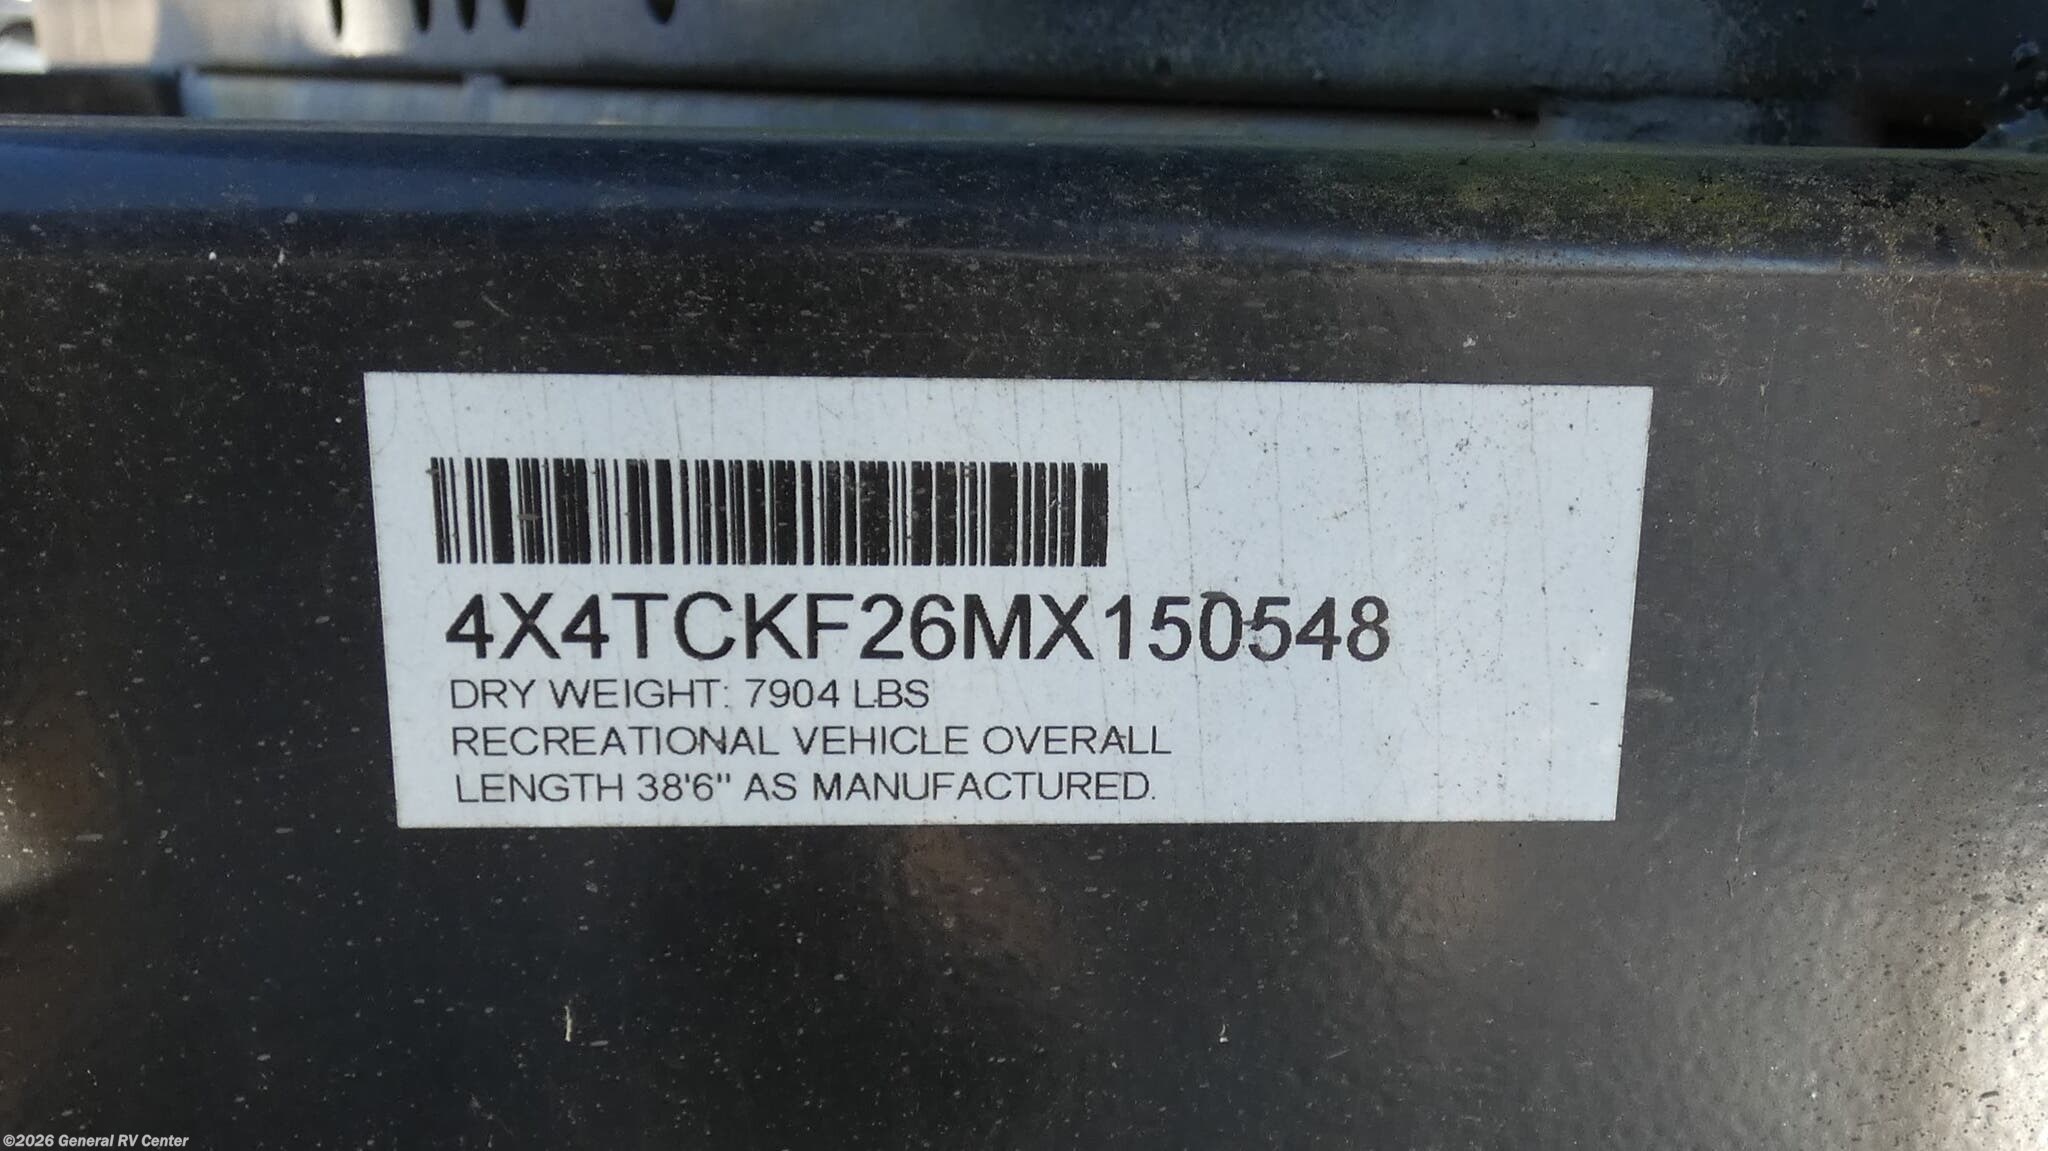 4X4TCKF26MX150548
DRY WEIGHT: 7904 LBS
RECREATIONAL VEHICLE OVERALL
LENGTH 38'6" AS MANUFACTURED.
©2026 General RV Center